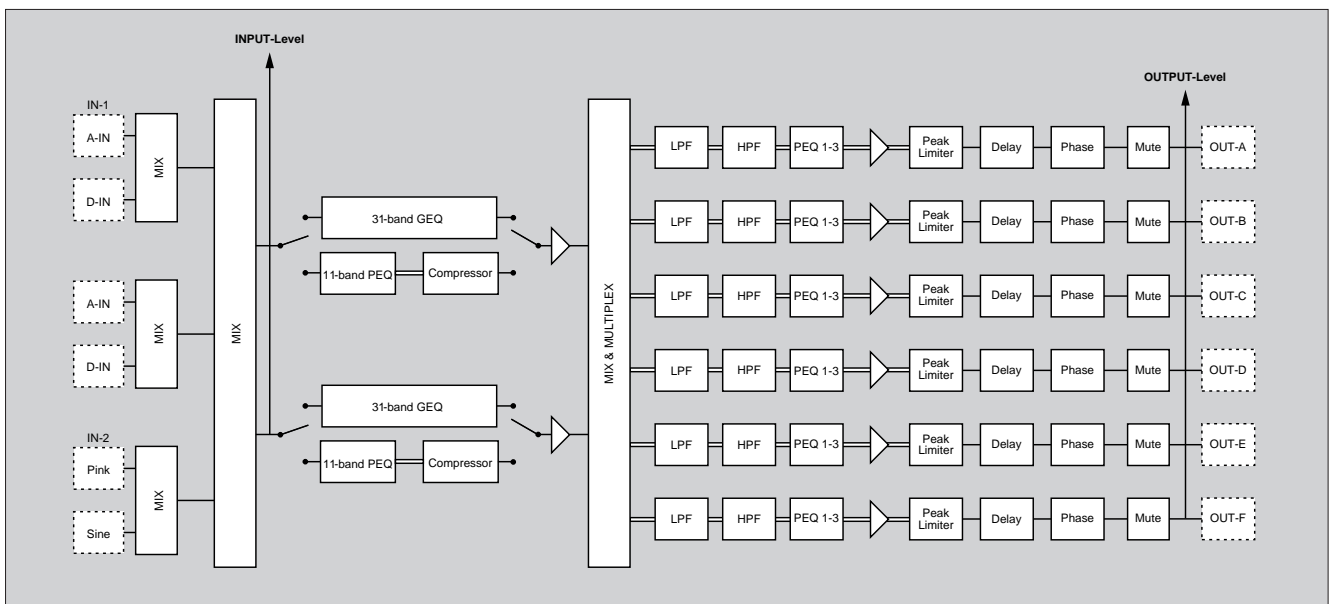 INPUT-Level
OUTPUT-Level
IN-1
A-IN
D-IN
MIX
A-IN
D-IN
MIX
IN-2
Pink
Sine
MIX
MIX
31-band GEQ
11-band PEQ
Compressor
31-band GEQ
11-band PEQ
Compressor
MIX & MULTIPLEX
LPF
HPF
PEQ 1-3
Peak
Limiter
Delay
Phase
Mute
OUT-A
LPF
HPF
PEQ 1-3
Peak
Limiter
Delay
Phase
Mute
OUT-B
LPF
HPF
PEQ 1-3
Peak
Limiter
Delay
Phase
Mute
OUT-C
LPF
HPF
PEQ 1-3
Peak
Limiter
Delay
Phase
Mute
OUT-D
LPF
HPF
PEQ 1-3
Peak
Limiter
Delay
Phase
Mute
OUT-E
LPF
HPF
PEQ 1-3
Peak
Limiter
Delay
Phase
Mute
OUT-F